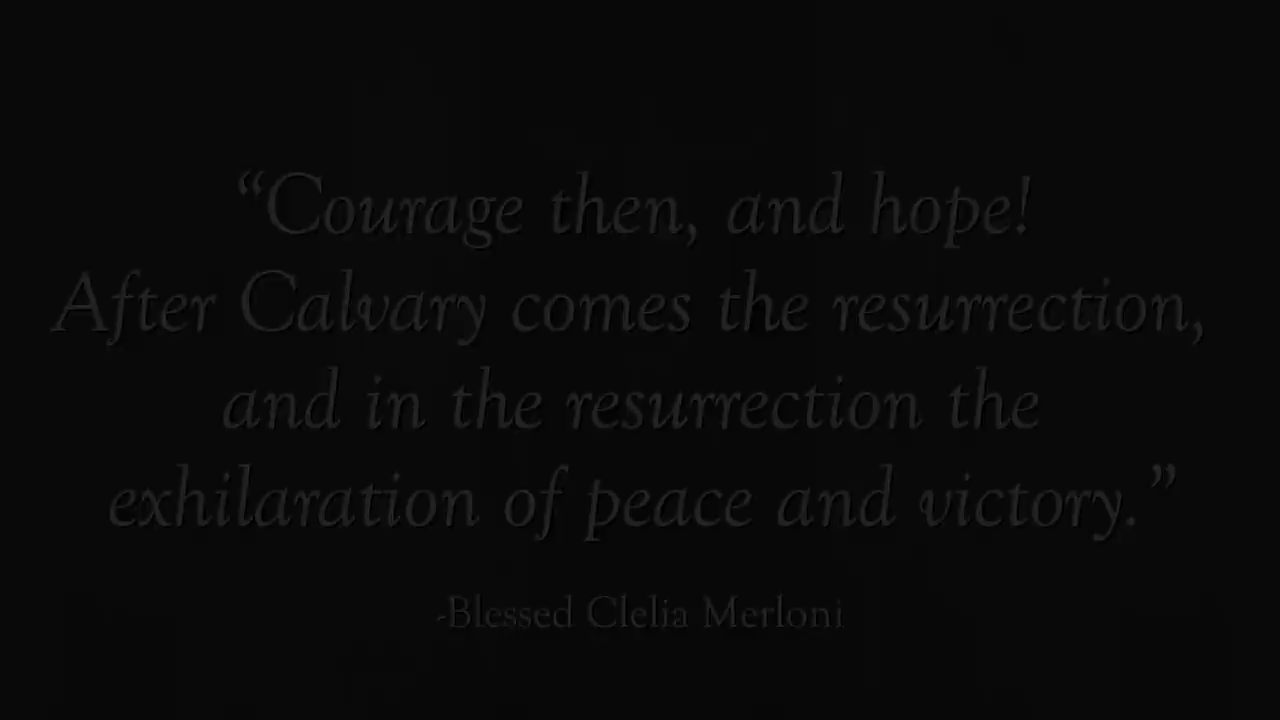 “Courage then, and hope!
After Calvary comes the resurrection,
and in the resurrection the
exhilaration of peace and victory.”
-Blessed Clelia Merloni